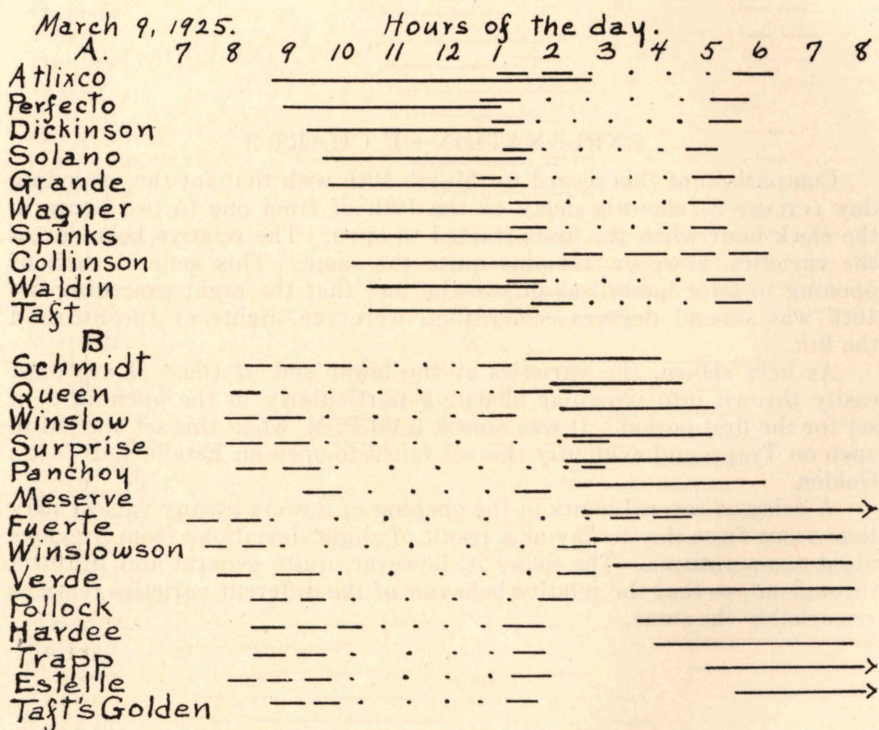 March 9, 1925. Hours of the day.
A. 7 8 9 10 11 12 1 2 3 4 5 6 7 8
Atlixco
Perfecto
Dickinson
Solano
Grande
Wagner
Spinks
Collinson
Waldin
Taft
B
Schmidt
Queen
Winslow
Surprise
Panchoy
Meserve
Fuerte
Winslowson
Verde
Pollock
Hardee
Trapp
Estelle
Taft's Golden